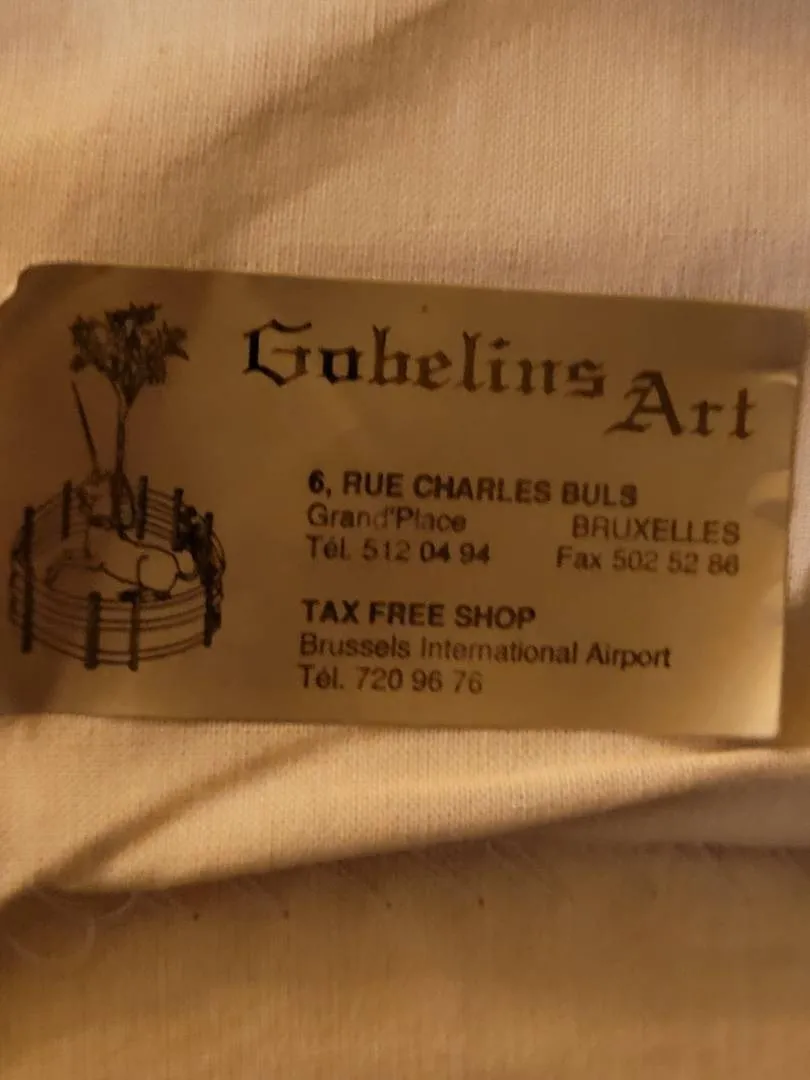 Gobelins Art
6, RUE CHARLES BULS
Grand'Place BRUXELLES
Tél. 512 04 94 Fax 502 52 86
TAX FREE SHOP
Brussels International Airport
Tél. 720 96 76